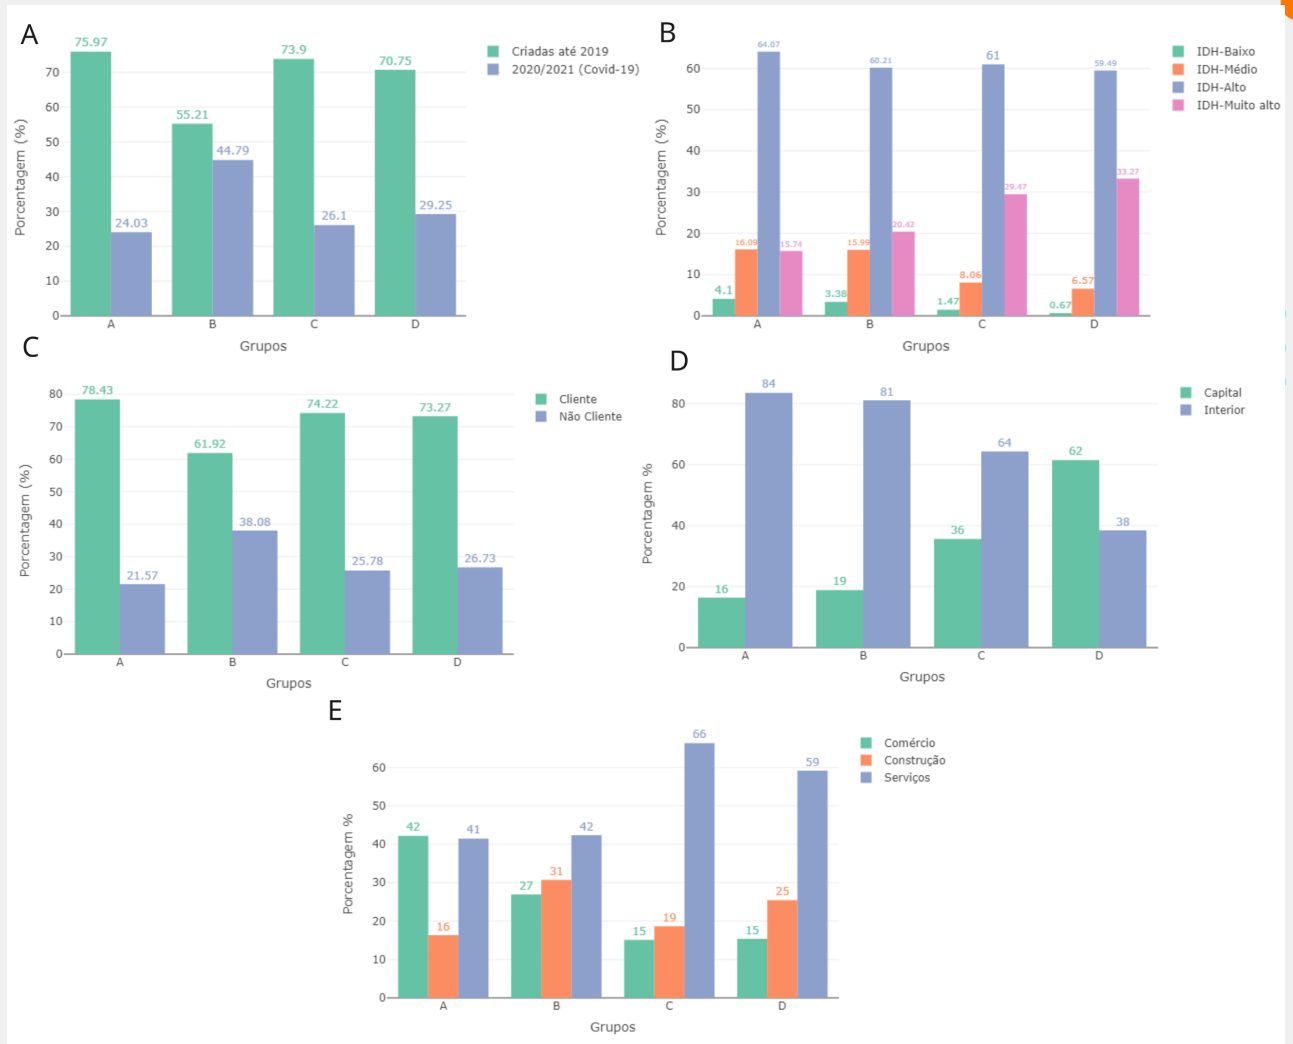 A
75.97
73.9
70.75
55.21
44.79
24.03
26.1
29.25
70
60
50
40
30
20
10
0
Porcentagem (%)
A B C D
Grupos
Criadas até 2019
2020/2021 (Covid-19)
B
64.07
60.21
61
59.49
16.09
15.74
15.99
20.42
29.47
33.27
4.1
3.38
1.47
8.06
0.67
6.57
60
50
40
30
20
10
0
Porcentagem (%)
A B C D
Grupos
IDH-Baixo
IDH-Médio
IDH-Alto
IDH-Muito alto
C
78.43
61.92
74.22
73.27
21.57
38.08
25.78
26.73
80
70
60
50
40
30
20
10
0
Porcentagem (%)
A B C D
Grupos
Cliente
Não Cliente
D
84
81
64
62
16
19
36
38
80
60
40
20
0
Porcentagem %
A B C D
Grupos
Capital
Interior
E
66
59
42
41
42
27
31
16
15
19
15
25
60
50
40
30
20
10
0
Porcentagem %
A B C D
Grupos
Comércio
Construção
Serviços